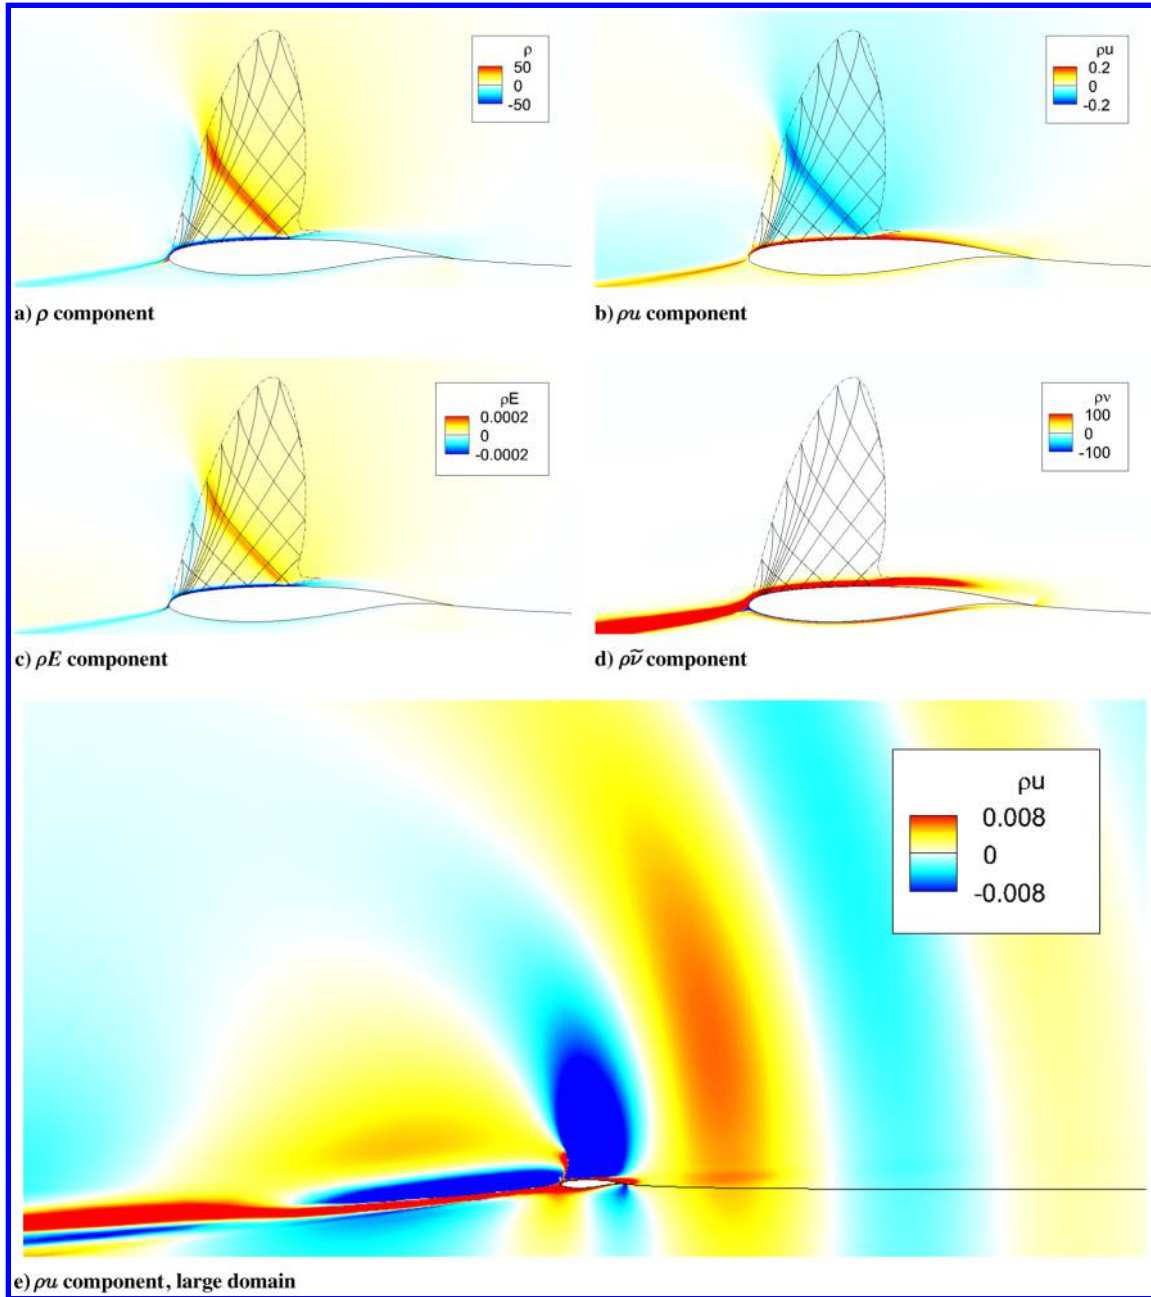 ρ
50
0
-50
ρu
0.2
0
-0.2
a) ρ component
b) ρu component
ρE
0.0002
0
-0.0002
ρν
100
0
-100
c) ρE component
d) ρν̃ component
ρu
0.008
0
-0.008
e) ρu component, large domain